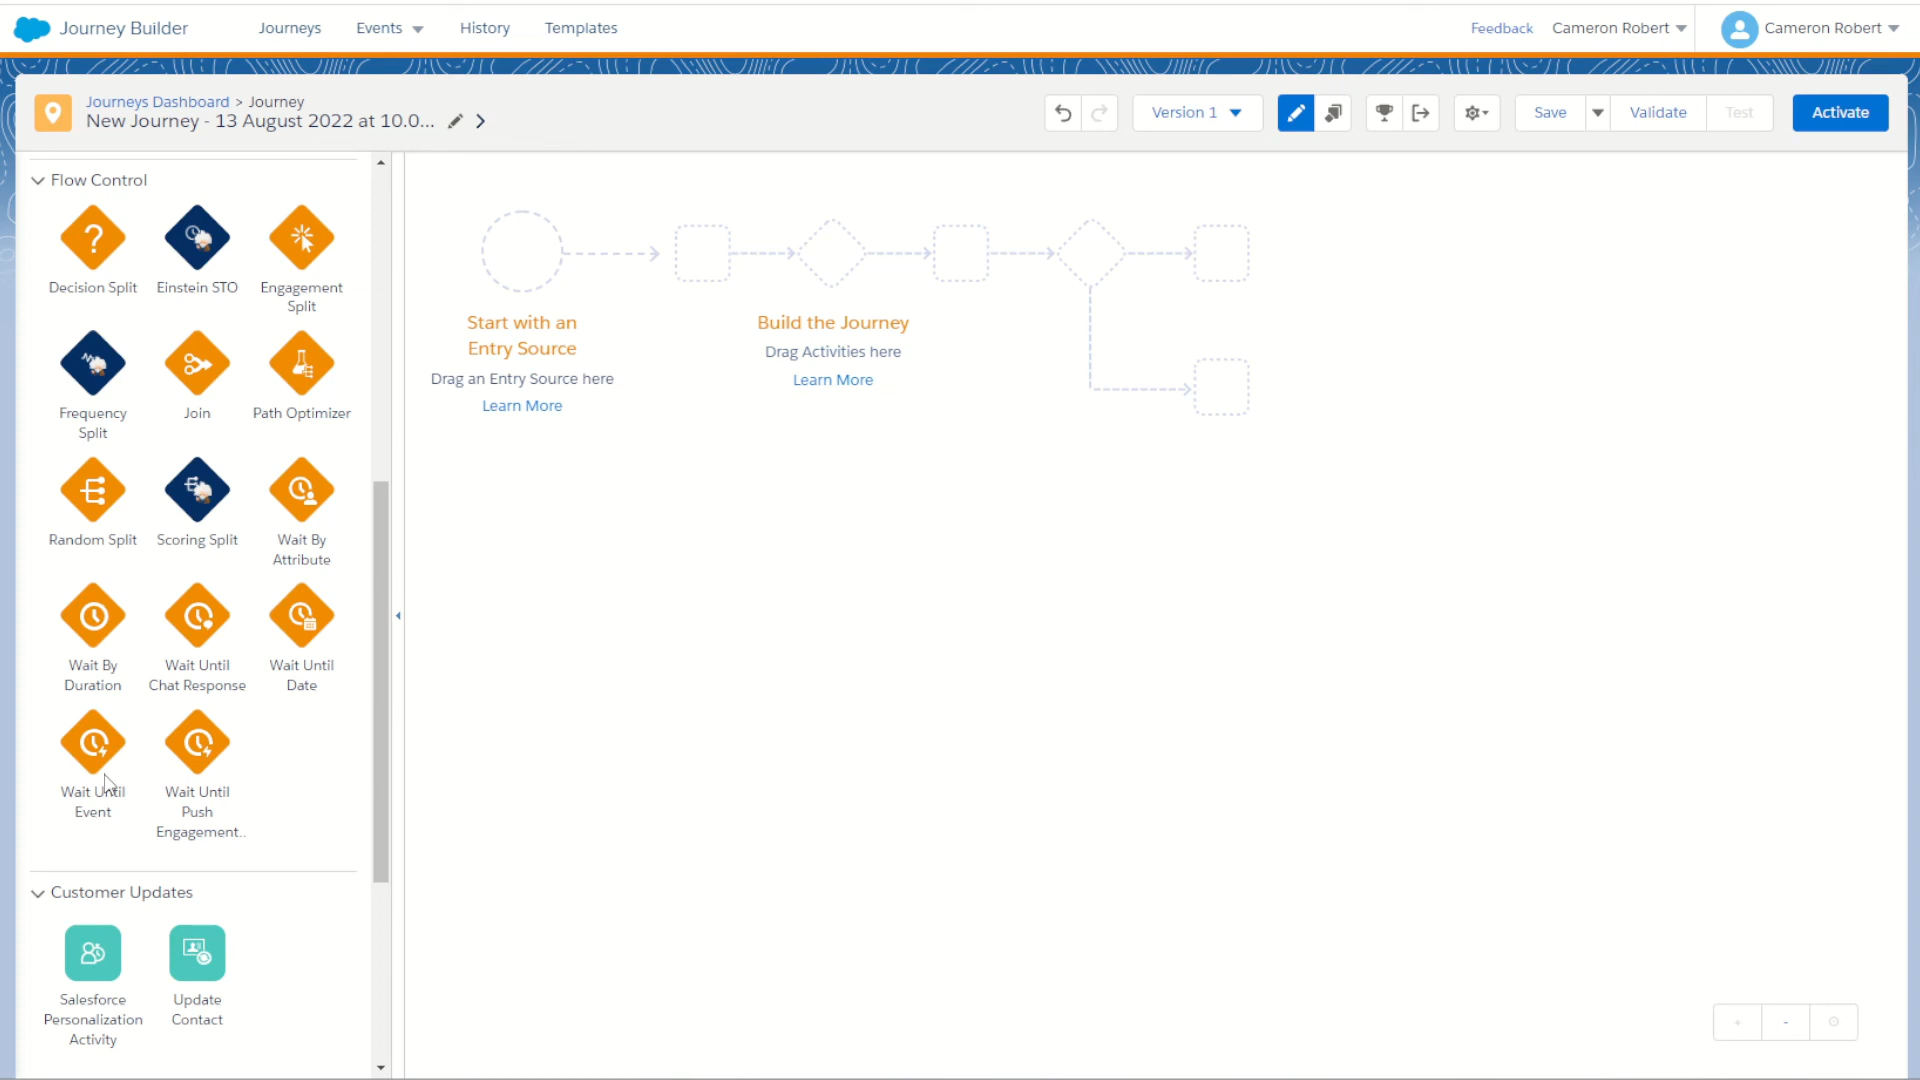 Journey Builder
Journeys
Events
History
Templates
Feedback
Cameron Robert
Cameron Robert
Journeys Dashboard > Journey
New Journey - 13 August 2022 at 10.0...
Version 1
Save
Validate
Test
Activate
Flow Control
Decision Split
Einstein STO
Engagement
Split
Frequency
Split
Join
Path Optimizer
Random Split
Scoring Split
Wait By
Attribute
Wait By
Duration
Wait Until
Chat Response
Wait Until
Date
Wait Until
Event
Wait Until
Push
Engagement..
Customer Updates
Salesforce
Personalization
Activity
Update
Contact
Start with an
Entry Source
Drag an Entry Source here
Learn More
Build the Journey
Drag Activities here
Learn More